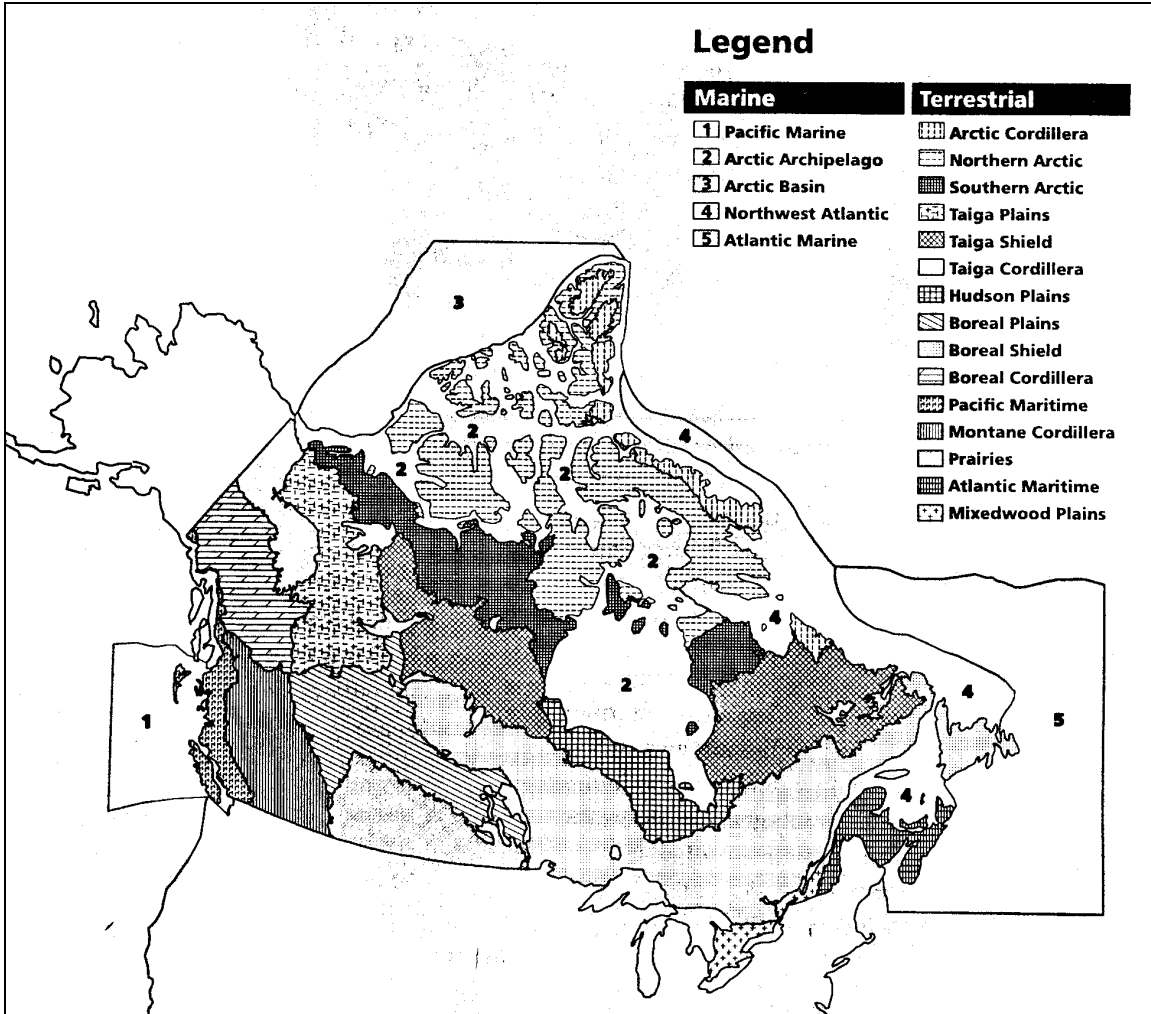 Legend
Marine
1 Pacific Marine
2 Arctic Archipelago
3 Arctic Basin
4 Northwest Atlantic
5 Atlantic Marine
Terrestrial
Arctic Cordillera
Northern Arctic
Southern Arctic
Taiga Plains
Taiga Shield
Taiga Cordillera
Hudson Plains
Boreal Plains
Boreal Shield
Boreal Cordillera
Pacific Maritime
Montane Cordillera
Prairies
Atlantic Maritime
Mixedwood Plains
3
4
2
2
2
2
4
2
4
1
5
4